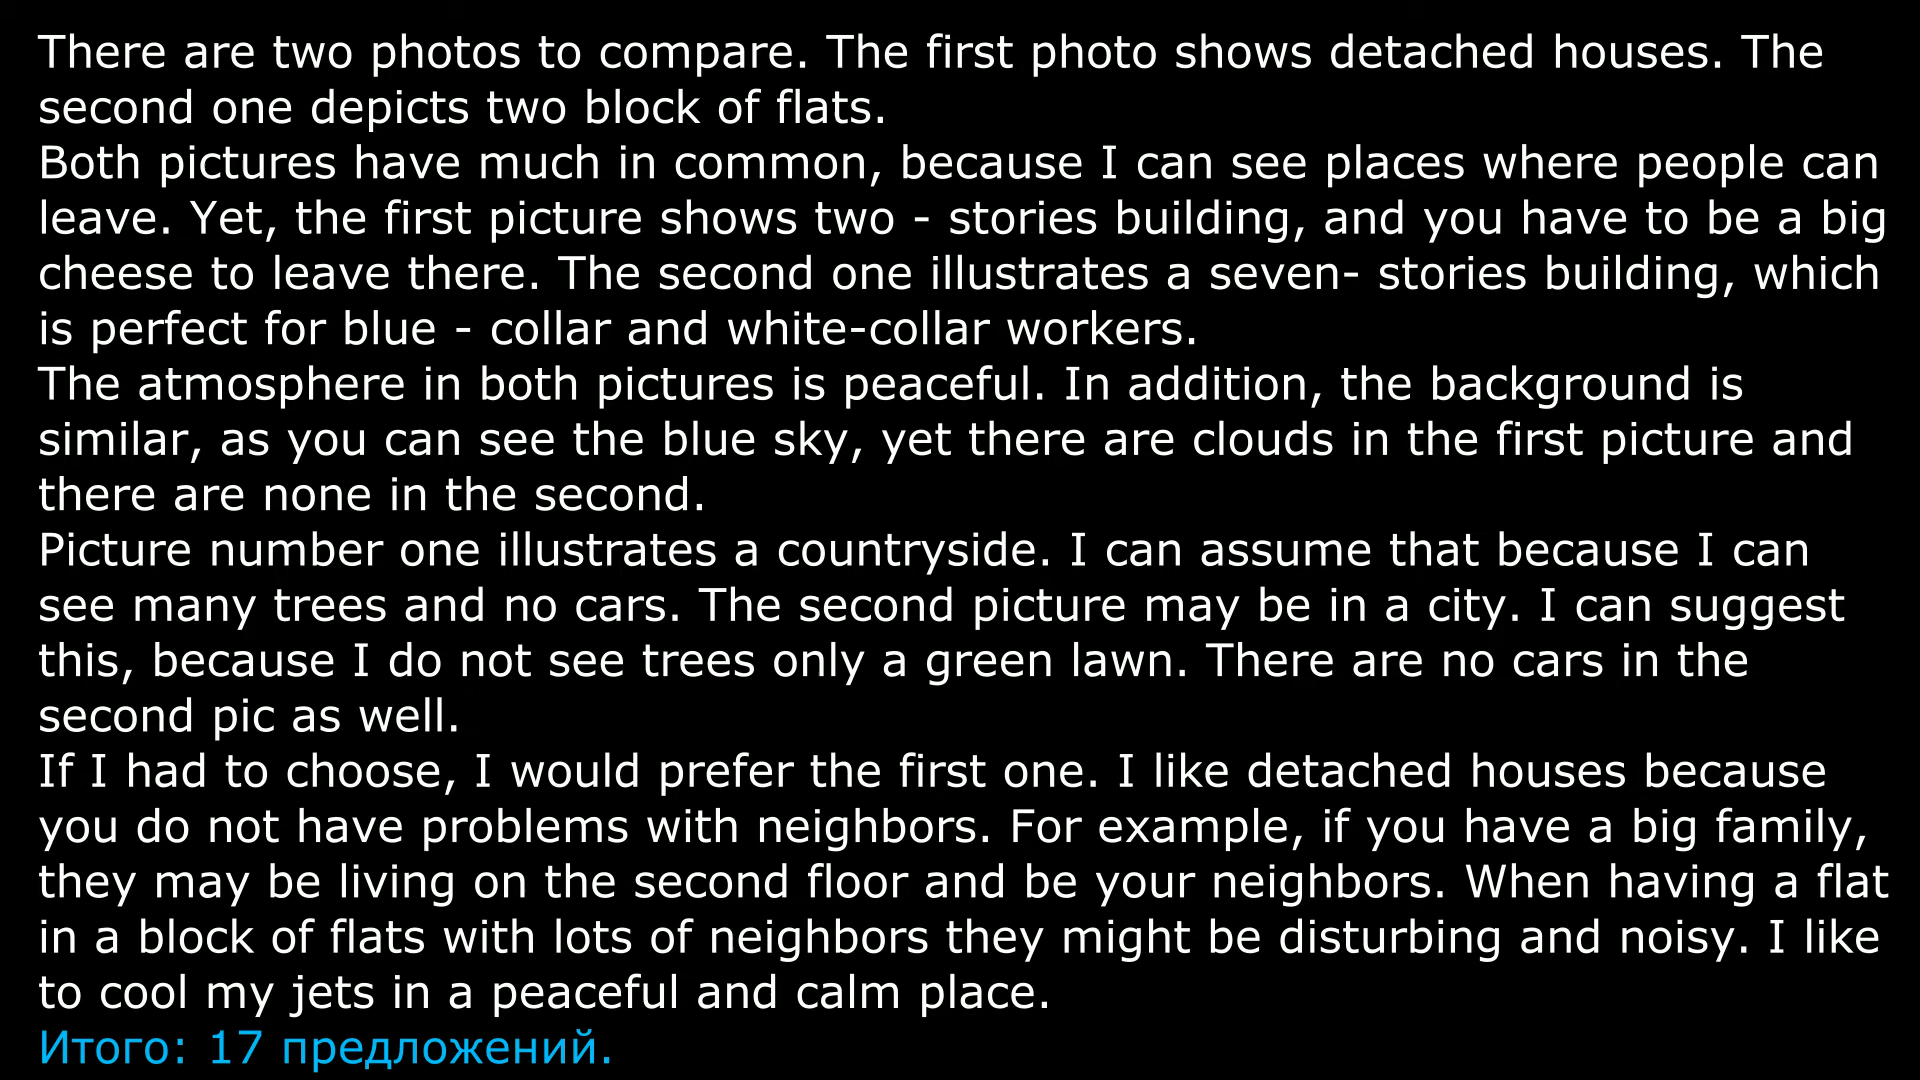 There are two photos to compare. The first photo shows detached houses. The
second one depicts two block of flats.
Both pictures have much in common, because I can see places where people can
leave. Yet, the first picture shows two - stories building, and you have to be a big
cheese to leave there. The second one illustrates a seven- stories building, which
is perfect for blue - collar and white-collar workers.
The atmosphere in both pictures is peaceful. In addition, the background is
similar, as you can see the blue sky, yet there are clouds in the first picture and
there are none in the second.
Picture number one illustrates a countryside. I can assume that because I can
see many trees and no cars. The second picture may be in a city. I can suggest
this, because I do not see trees only a green lawn. There are no cars in the
second pic as well.
If I had to choose, I would prefer the first one. I like detached houses because
you do not have problems with neighbors. For example, if you have a big family,
they may be living on the second floor and be your neighbors. When having a flat
in a block of flats with lots of neighbors they might be disturbing and noisy. I like
to cool my jets in a peaceful and calm place.
Итого: 17 предложений.